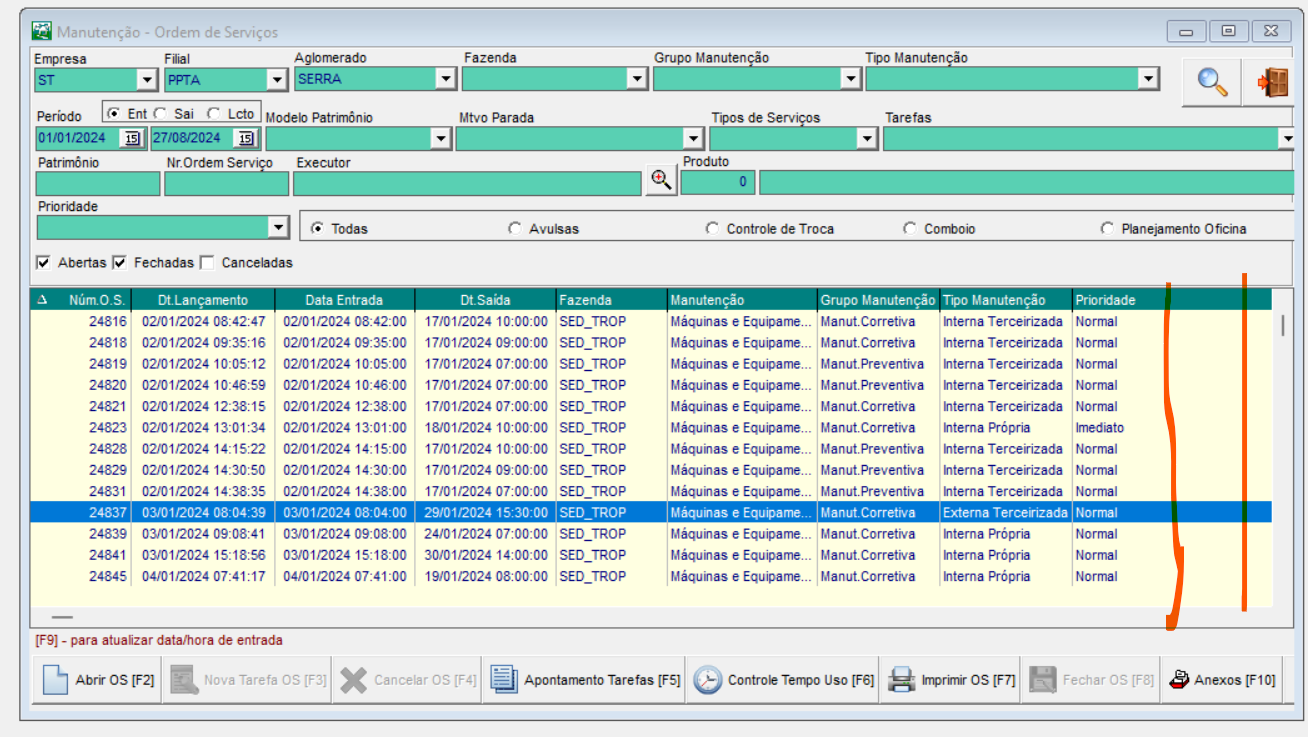 Manutenção - Ordem de Serviços
Empresa Filial Aglomerado Fazenda Grupo Manutenção Tipo Manutenção
ST PPTA SERRA
Período Ent Sai Lcto Modelo Patrimônio Mtvo Parada Tipos de Serviços Tarefas
01/01/2024 15 27/08/2024 15
Patrimônio Nr.Ordem Serviço Executor Produto
0
Prioridade
Todas Avulsas Controle de Troca Comboio Planejamento Oficina
Abertas Fechadas Canceladas
Núm.O.S. Dt.Lançamento Data Entrada Dt.Saída Fazenda Manutenção Grupo Manutenção Tipo Manutenção Prioridade
24816 02/01/2024 08:42:47 02/01/2024 08:42:00 17/01/2024 10:00:00 SED_TROP Máquinas e Equipame... Manut.Corretiva Interna Terceirizada Normal
24818 02/01/2024 09:35:16 02/01/2024 09:35:00 17/01/2024 09:00:00 SED_TROP Máquinas e Equipame... Manut.Corretiva Interna Terceirizada Normal
24819 02/01/2024 10:05:12 02/01/2024 10:05:00 17/01/2024 07:00:00 SED_TROP Máquinas e Equipame... Manut.Preventiva Interna Terceirizada Normal
24820 02/01/2024 10:46:59 02/01/2024 10:46:00 17/01/2024 07:00:00 SED_TROP Máquinas e Equipame... Manut.Preventiva Interna Terceirizada Normal
24821 02/01/2024 12:38:15 02/01/2024 12:38:00 17/01/2024 07:00:00 SED_TROP Máquinas e Equipame... Manut.Corretiva Interna Terceirizada Normal
24823 02/01/2024 13:01:34 02/01/2024 13:01:00 18/01/2024 10:00:00 SED_TROP Máquinas e Equipame... Manut.Corretiva Interna Própria Imediato
24828 02/01/2024 14:15:22 02/01/2024 14:15:00 17/01/2024 10:00:00 SED_TROP Máquinas e Equipame... Manut.Preventiva Interna Terceirizada Normal
24829 02/01/2024 14:30:50 02/01/2024 14:30:00 17/01/2024 09:00:00 SED_TROP Máquinas e Equipame... Manut.Preventiva Interna Terceirizada Normal
24831 02/01/2024 14:38:35 02/01/2024 14:38:00 17/01/2024 07:00:00 SED_TROP Máquinas e Equipame... Manut.Preventiva Interna Terceirizada Normal
24837 03/01/2024 08:04:39 03/01/2024 08:04:00 29/01/2024 15:30:00 SED_TROP Máquinas e Equipame... Manut.Corretiva Externa Terceirizada Normal
24839 03/01/2024 09:08:41 03/01/2024 09:08:00 24/01/2024 07:00:00 SED_TROP Máquinas e Equipame... Manut.Corretiva Interna Própria Normal
24841 03/01/2024 15:18:56 03/01/2024 15:18:00 30/01/2024 14:00:00 SED_TROP Máquinas e Equipame... Manut.Corretiva Interna Própria Normal
24845 04/01/2024 07:41:17 04/01/2024 07:41:00 19/01/2024 08:00:00 SED_TROP Máquinas e Equipame... Manut.Corretiva Interna Própria Normal
[F9] - para atualizar data/hora de entrada
Abrir OS [F2] Nova Tarefa OS [F3] Cancelar OS [F4] Apontamento Tarefas [F5] Controle Tempo Uso [F6] Imprimir OS [F7] Fechar OS [F8] Anexos [F10]